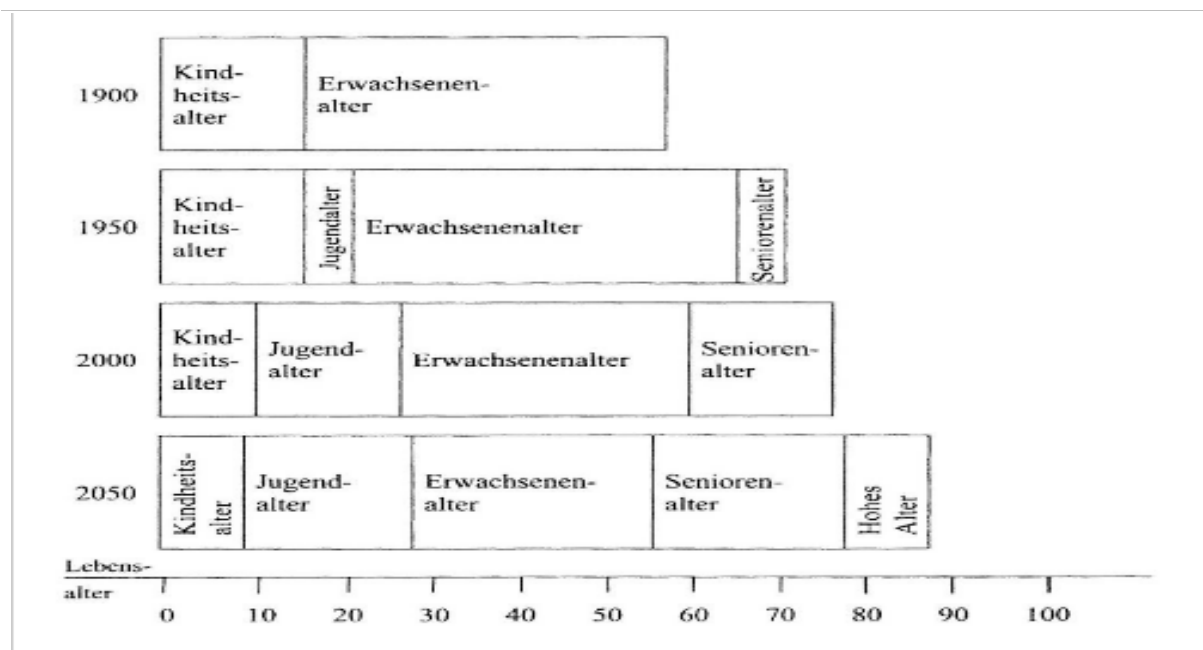 1900
Kind-
heits-
alter
Erwachsenen-
alter
1950
Kind-
heits-
alter
Jugendalter
Erwachsenenalter
Seniorenalter
2000
Kind-
heits-
alter
Jugend-
alter
Erwachsenenalter
Senioren-
alter
2050
Kindheits-
alter
Jugend-
alter
Erwachsenen-
alter
Senioren-
alter
Hohes
Alter
Lebens-
alter
0 10 20 30 40 50 60 70 80 90 100